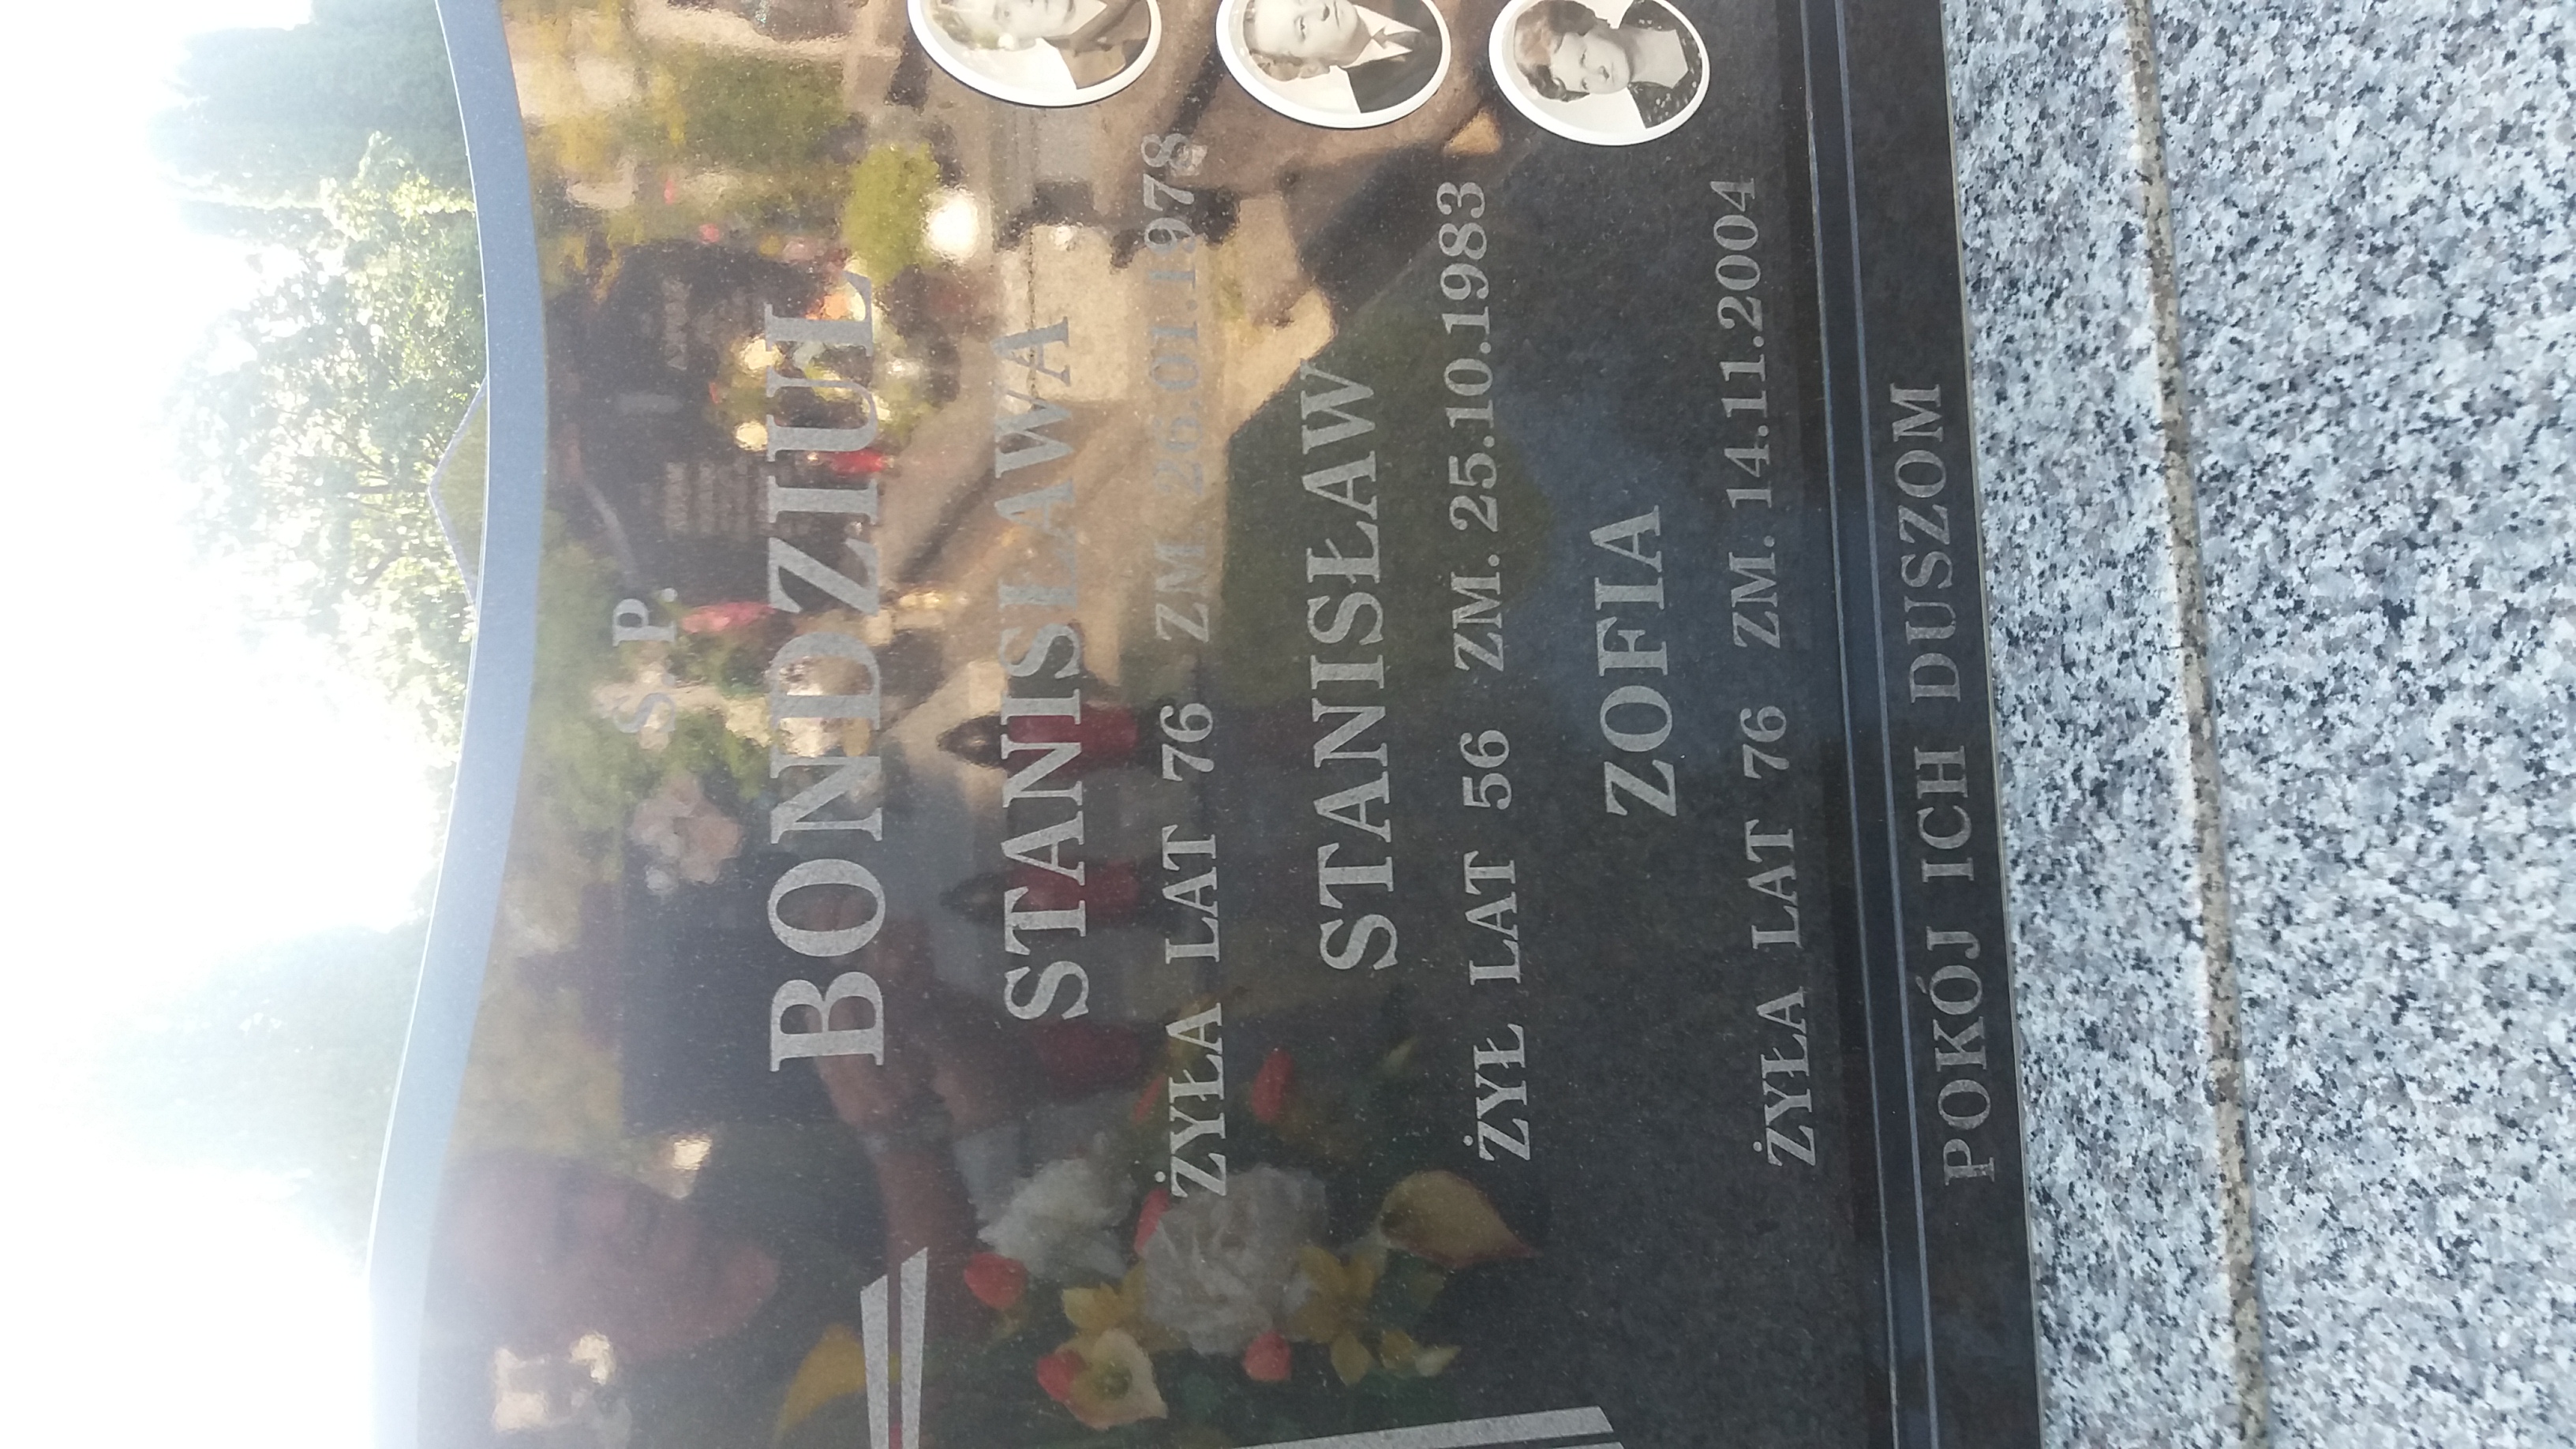 Ś. P.
BONDZIUL
STANISŁAWA
ŻYŁA LAT 76 ZM. 26.01.1978
STANISŁAW
ŻYŁ LAT 56 ZM. 25.10.1983
ZOFIA
ŻYŁA LAT 76 ZM. 14.11.2004
POKÓJ ICH DUSZOM